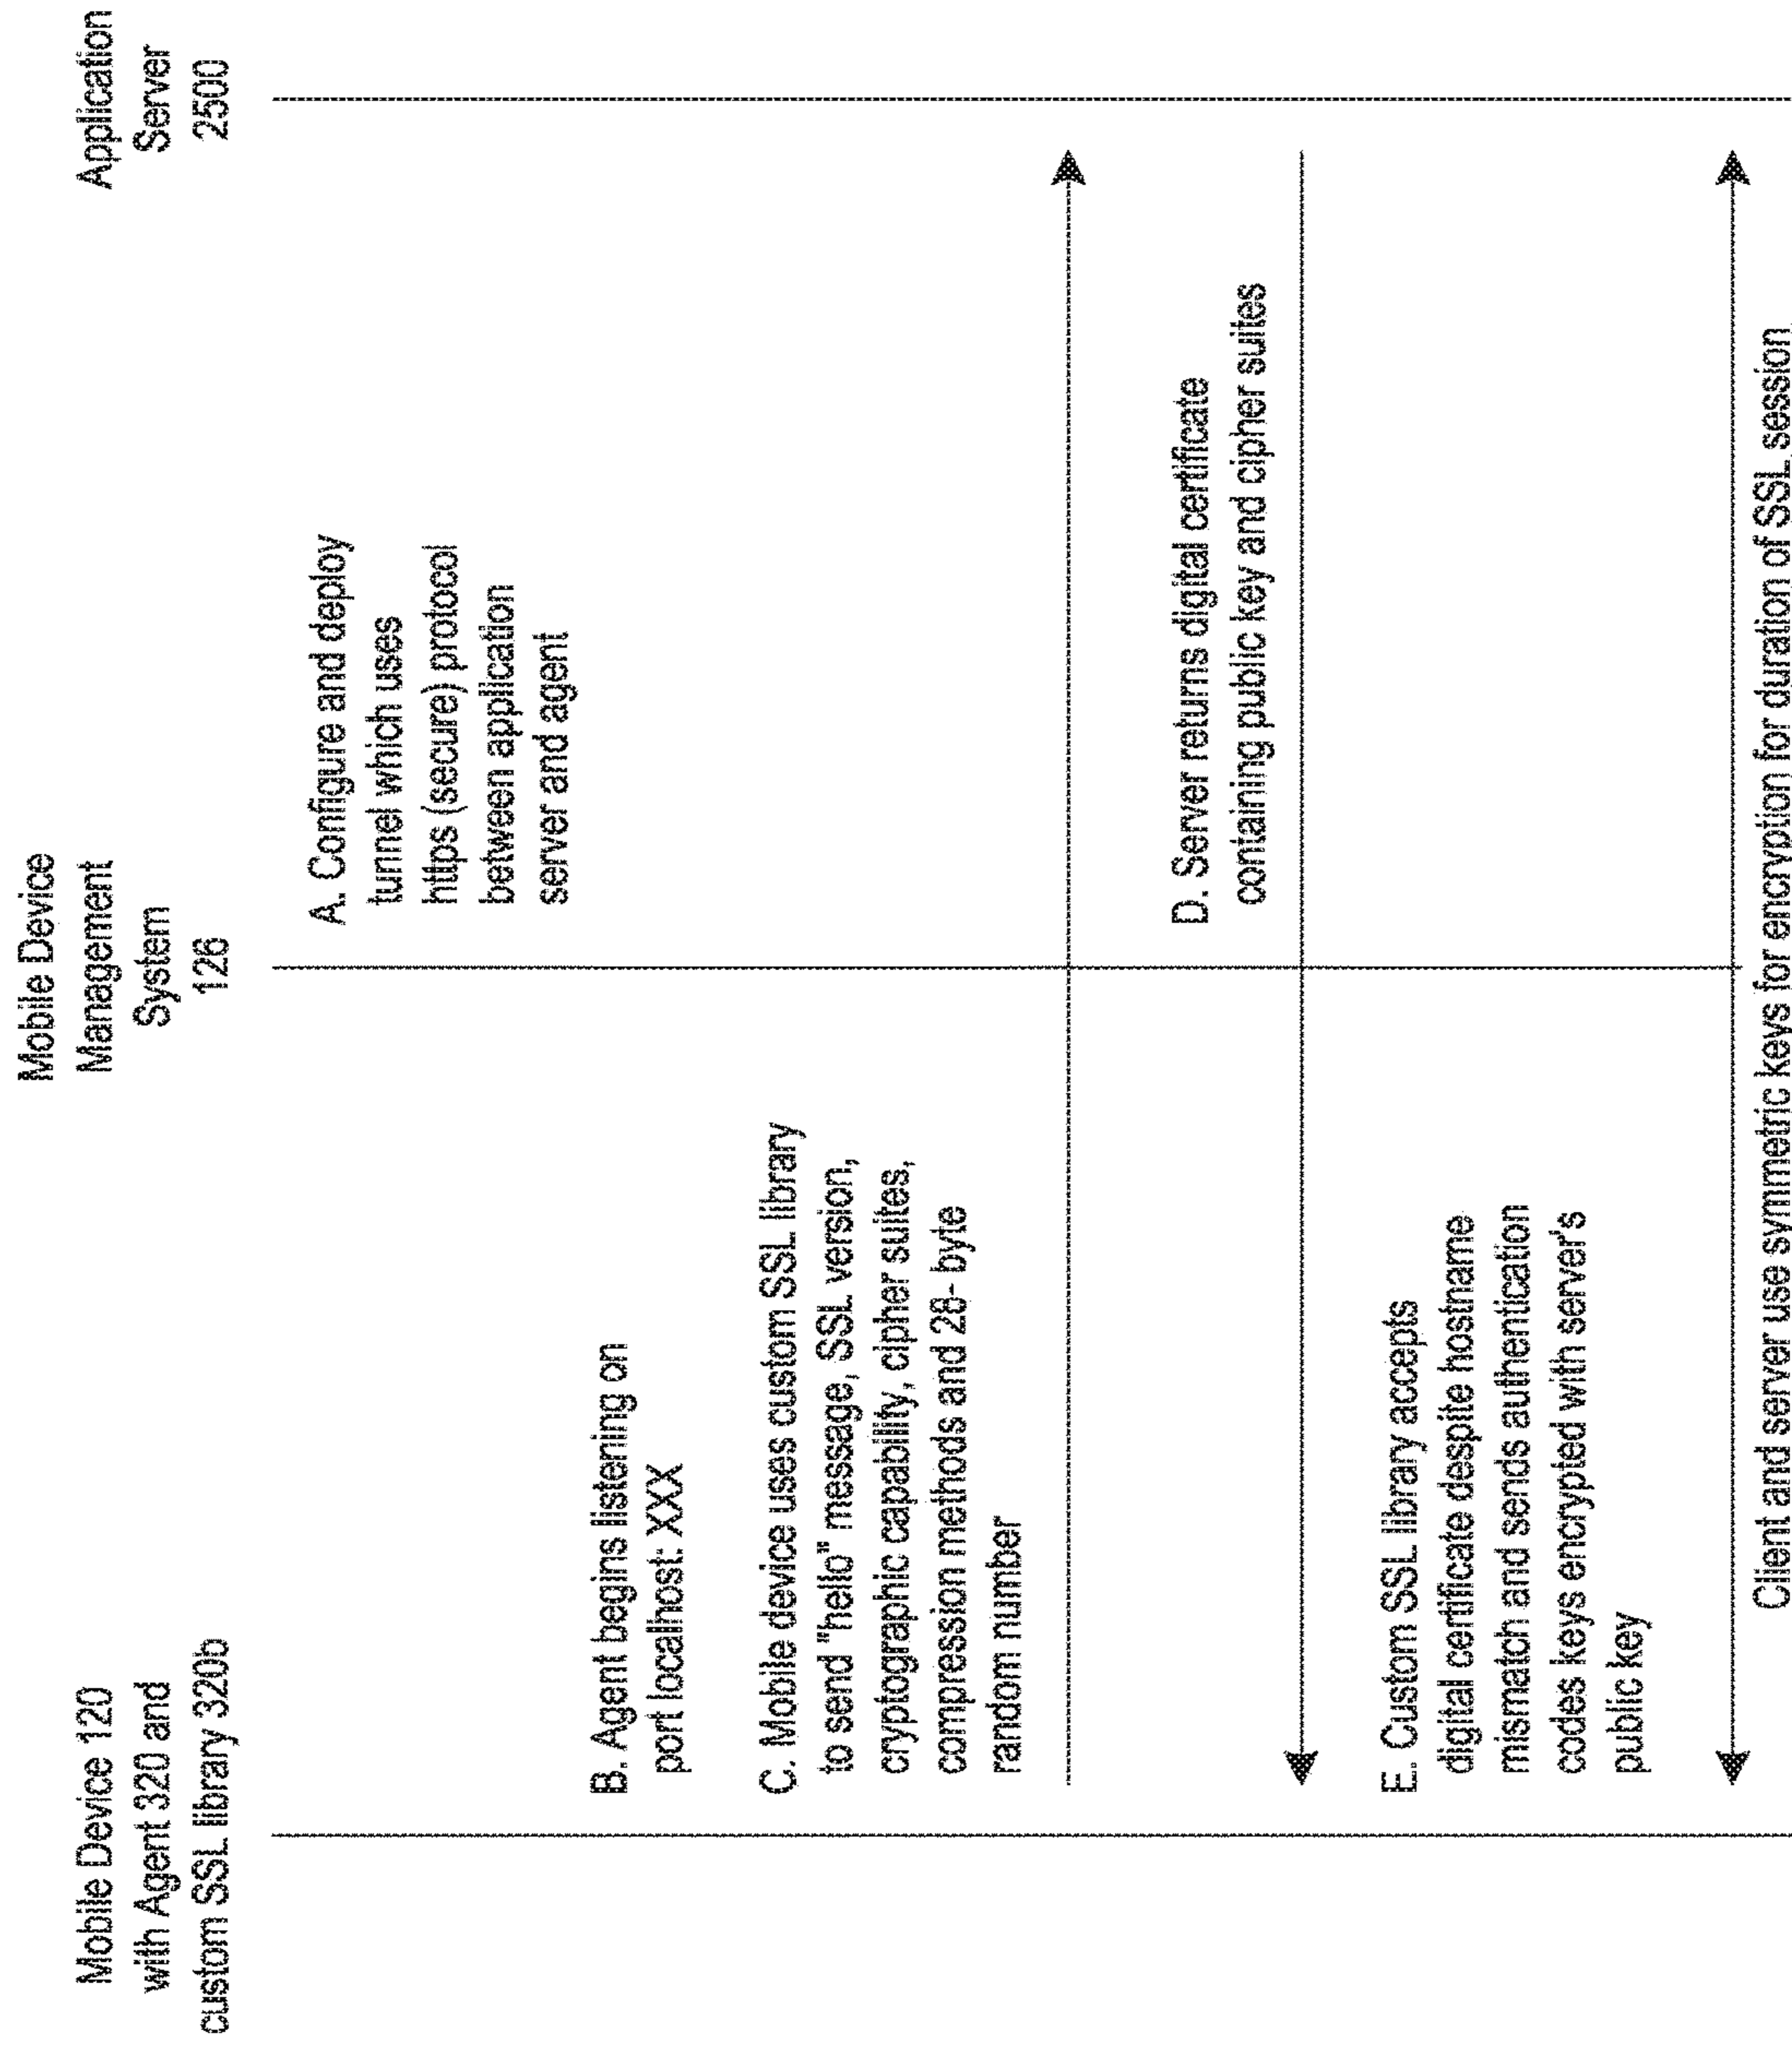 Mobile Device 120
with Agent 320 and
custom SSL library 320b
Mobile Device
Management
System
126
Application
Server
2500
A. Configure and deploy
tunnel which uses
https (secure) protocol
between application
server and agent
B. Agent begins listening on
port localhost: XXX
C. Mobile device uses custom SSL library
to send "hello" message, SSL version,
cryptographic capability, cipher suites,
compression methods and 28- byte
random number
D. Server returns digital certificate
containing public key and cipher suites
E. Custom SSL library accepts
digital certificate despite hostname
mismatch and sends authentication
codes keys encrypted with server's
public key
Client and server use symmetric keys for encryption for duration of SSL session